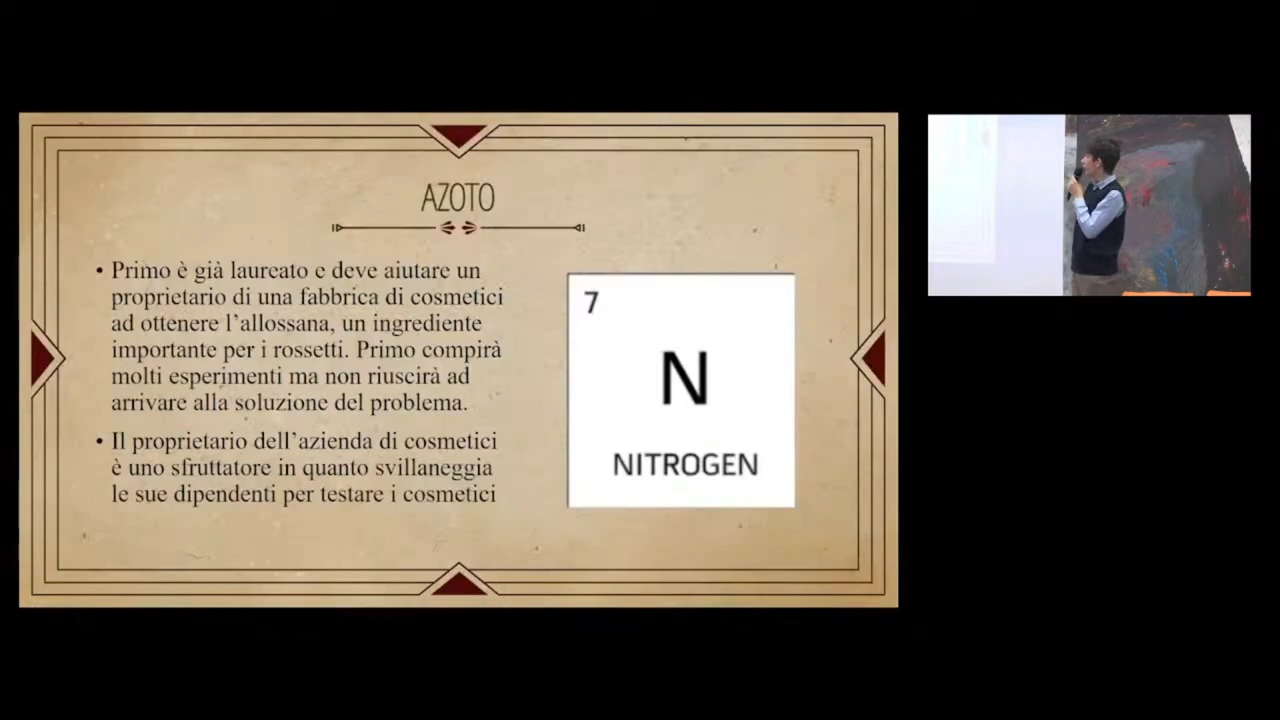 AZOTO
• Primo è già laureato e deve aiutare un
proprietario di una fabbrica di cosmetici
ad ottenere l’allossana, un ingrediente
importante per i rossetti. Primo compirà
molti esperimenti ma non riuscirà ad
arrivare alla soluzione del problema.
• Il proprietario dell’azienda di cosmetici
è uno sfruttatore in quanto svillaneggia
le sue dipendenti per testare i cosmetici
7
N
NITROGEN